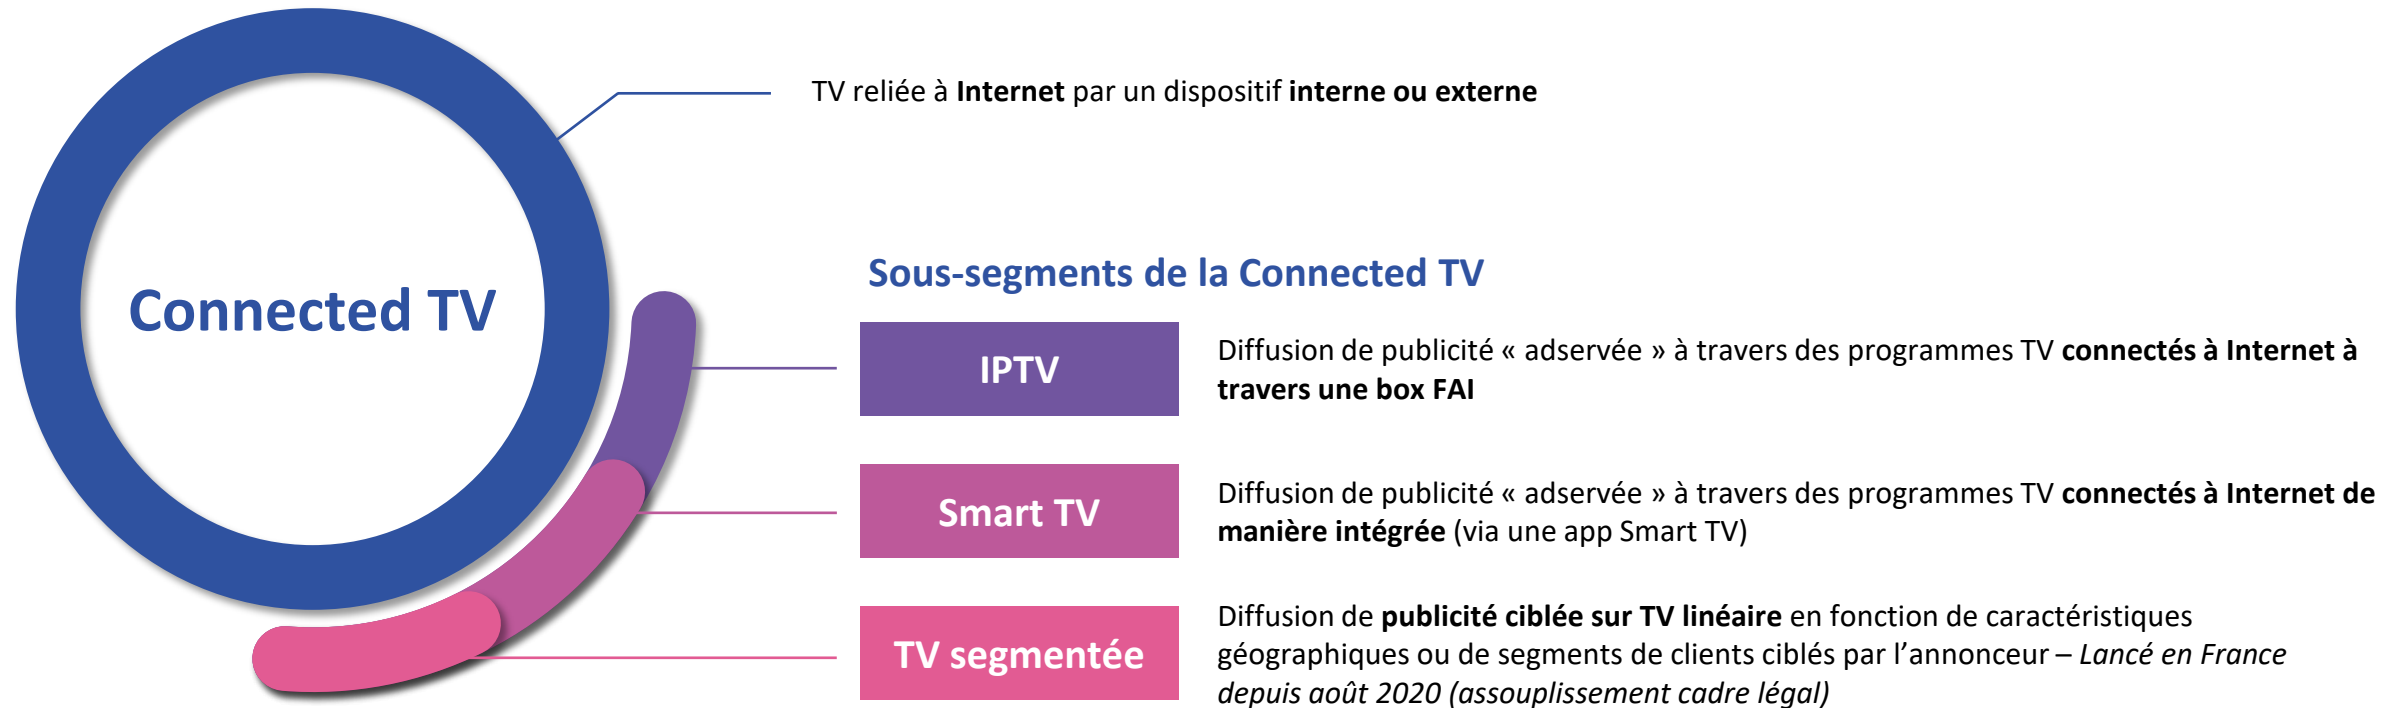 TV reliée à Internet par un dispositif interne ou externe
Connected TV
Sous-segments de la Connected TV
IPTV
Diffusion de publicité « adservée » à travers des programmes TV connectés à Internet à
travers une box FAI
Smart TV
Diffusion de publicité « adservée » à travers des programmes TV connectés à Internet de
manière intégrée (via une app Smart TV)
TV segmentée
Diffusion de publicité ciblée sur TV linéaire en fonction de caractéristiques
géographiques ou de segments de clients ciblés par l’annonceur – Lancé en France
depuis août 2020 (assouplissement cadre légal)